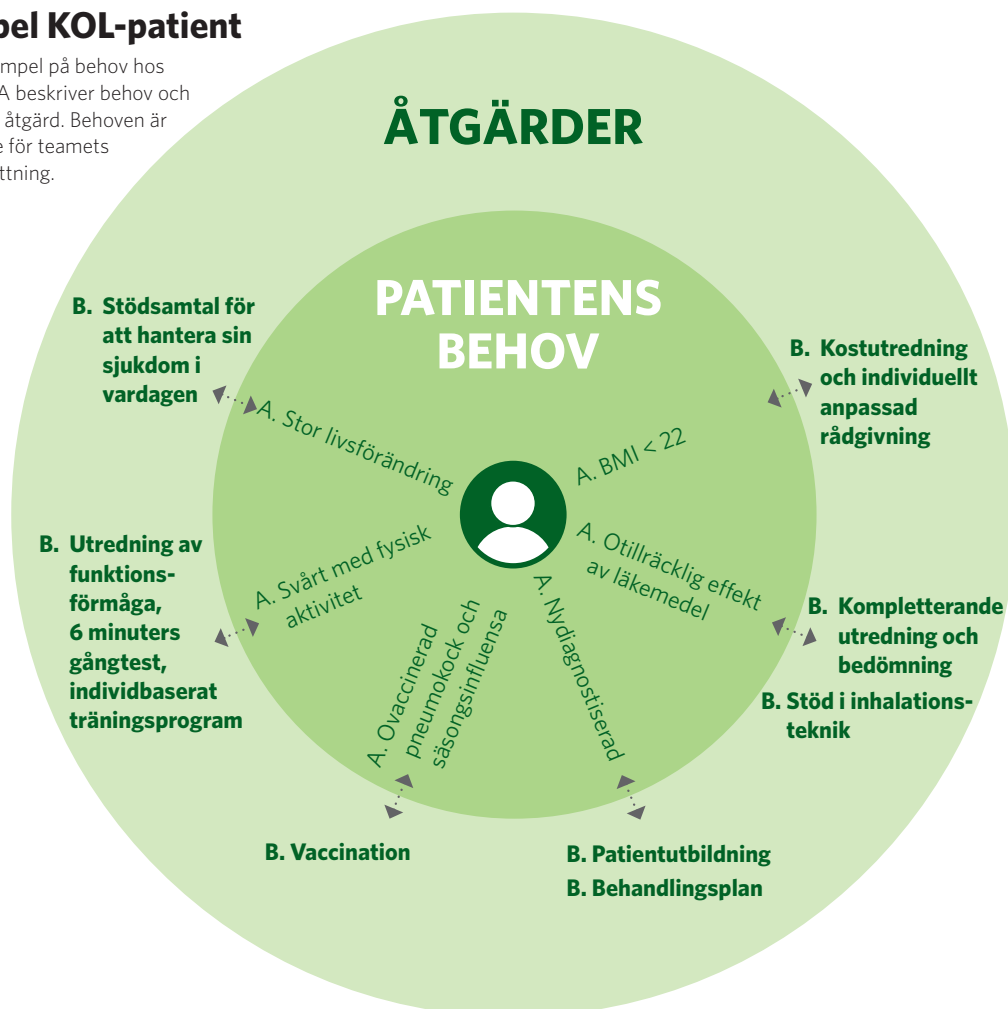 pel KOL-patient
mpel på behov hos
A beskriver behov och
åtgärd. Behoven är
e för teamets
ttning.
ÅTGÄRDER
PATIENTENS
BEHOV
B. Stödsamtal för
att hantera sin
sjukdom i
vardagen
A. Stor livsförändring
B. Kostutredning
och individuellt
anpassad
rådgivning
A. BMI < 22
B. Utredning av
funktions-
förmåga,
6 minuters
gångtest,
individbaserat
träningsprogram
A. Svårt med fysisk
aktivitet
A. Otillräcklig effekt
av läkemedel
B. Kompletterande
utredning och
bedömning
B. Stöd i inhalations-
teknik
A. Ovaccinerad
pneumokock och
säsongsinfluensa
B. Vaccination
A. Nydiagnostiserad
B. Patientutbildning
B. Behandlingsplan